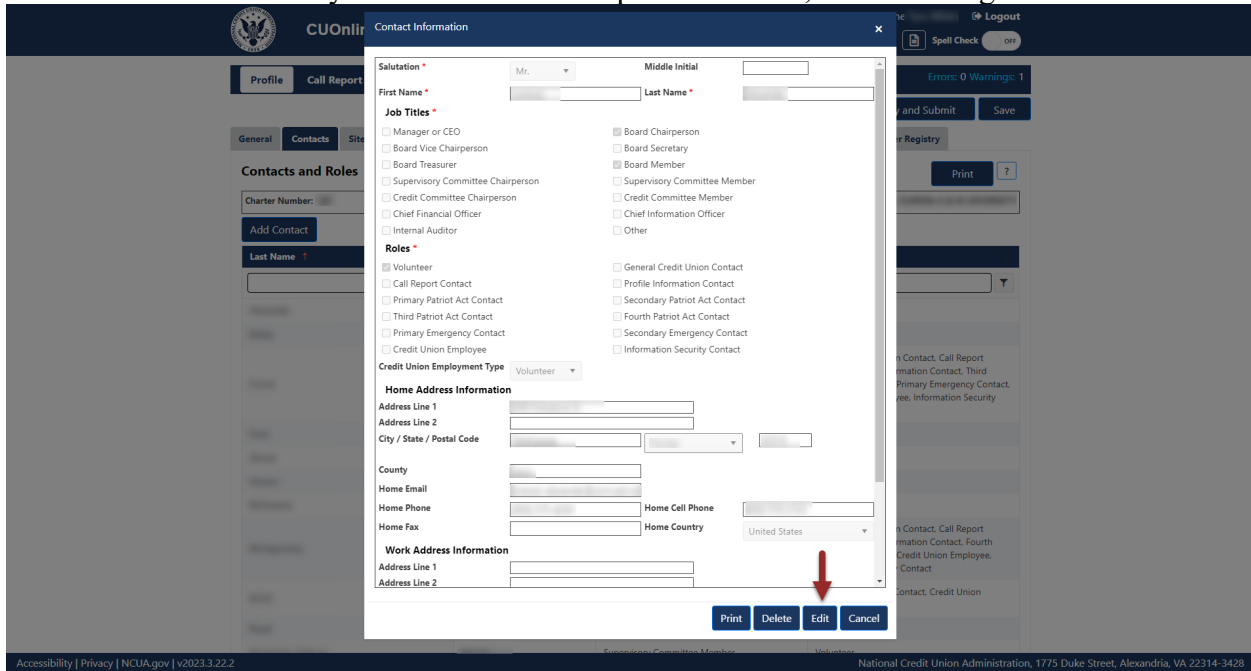 CUOnlin
Logout
Spell Check OFF
Profile Call Report
Errors: 0 Warnings: 1
and Submit Save
General Contacts Site
Registry
Contacts and Roles
Print ?
Charter Number:
Add Contact
Last Name ↑
Contact Information ×
Salutation * Mr. Middle Initial
First Name * Last Name *
Job Titles *
Manager or CEO Board Chairperson
Board Vice Chairperson Board Secretary
Board Treasurer Board Member
Supervisory Committee Chairperson Supervisory Committee Member
Credit Committee Chairperson Credit Committee Member
Chief Financial Officer Chief Information Officer
Internal Auditor Other
Roles *
Volunteer General Credit Union Contact
Call Report Contact Profile Information Contact
Primary Patriot Act Contact Secondary Patriot Act Contact
Third Patriot Act Contact Fourth Patriot Act Contact
Primary Emergency Contact Secondary Emergency Contact
Credit Union Employee Information Security Contact
Credit Union Employment Type Volunteer
Home Address Information
Address Line 1
Address Line 2
City / State / Postal Code
County
Home Email
Home Phone Home Cell Phone
Home Fax Home Country United States
Work Address Information
Address Line 1
Address Line 2
Print Delete Edit Cancel
Contact, Call Report
Contact, Third
Primary Emergency Contact,
Information Security
Contact, Call Report
Contact, Fourth
Credit Union Employee,
Contact
Contact, Credit Union
Supervisory Committee Member Volunteer
Accessibility | Privacy | NCUA.gov | v2023.3.22.2
National Credit Union Administration, 1775 Duke Street, Alexandria, VA 22314-3428